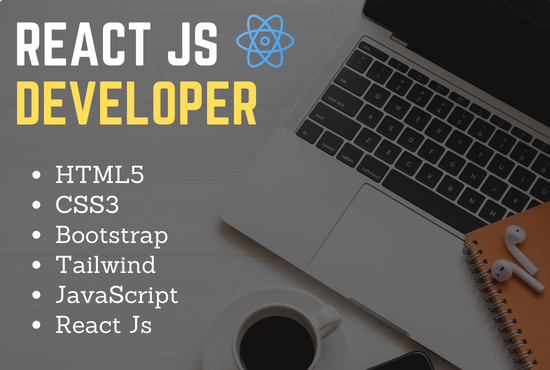 REACT JS
DEVELOPER
HTML5
CSS3
Bootstrap
Tailwind
JavaScript
React Js